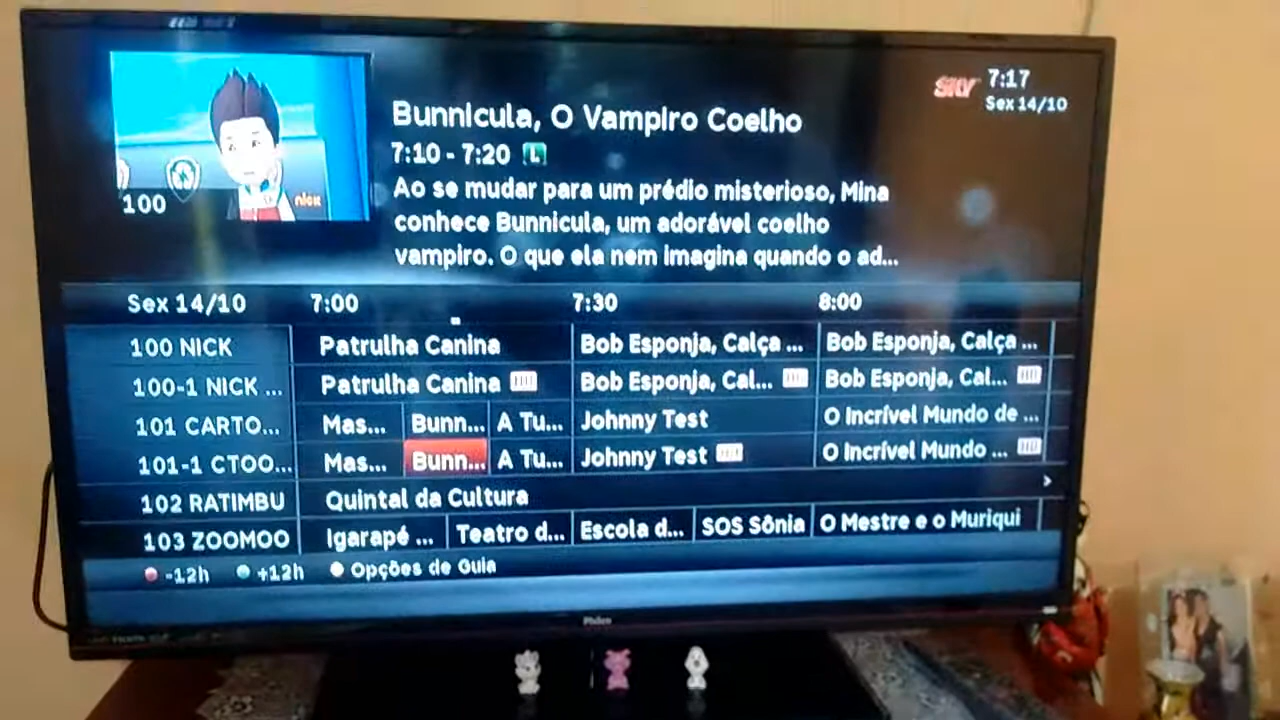 Bunnicula, O Vampiro Coelho
7:10 - 7:20 L
Ao se mudar para um prédio misterioso, Mina
conhece Bunnicula, um adorável coelho
vampiro. O que ela nem imagina quando o ad...
100
nick
SKY 7:17
Sex 14/10
Sex 14/10 7:00 7:30 8:00
100 NICK Patrulha Canina Bob Esponja, Calça ... Bob Esponja, Calça ...
100-1 NICK ... Patrulha Canina Bob Esponja, Cal... Bob Esponja, Cal...
101 CARTO... Mas... Bunn... A Tu... Johnny Test O Incrível Mundo de ...
101-1 CTOO... Mas... Bunn... A Tu... Johnny Test O Incrível Mundo ...
102 RATIMBU Quintal da Cultura
103 ZOOMOO Igarapé ... Teatro d... Escola d... SOS Sônia O Mestre e o Muriqui
-12h +12h Opções de Guia
Philco